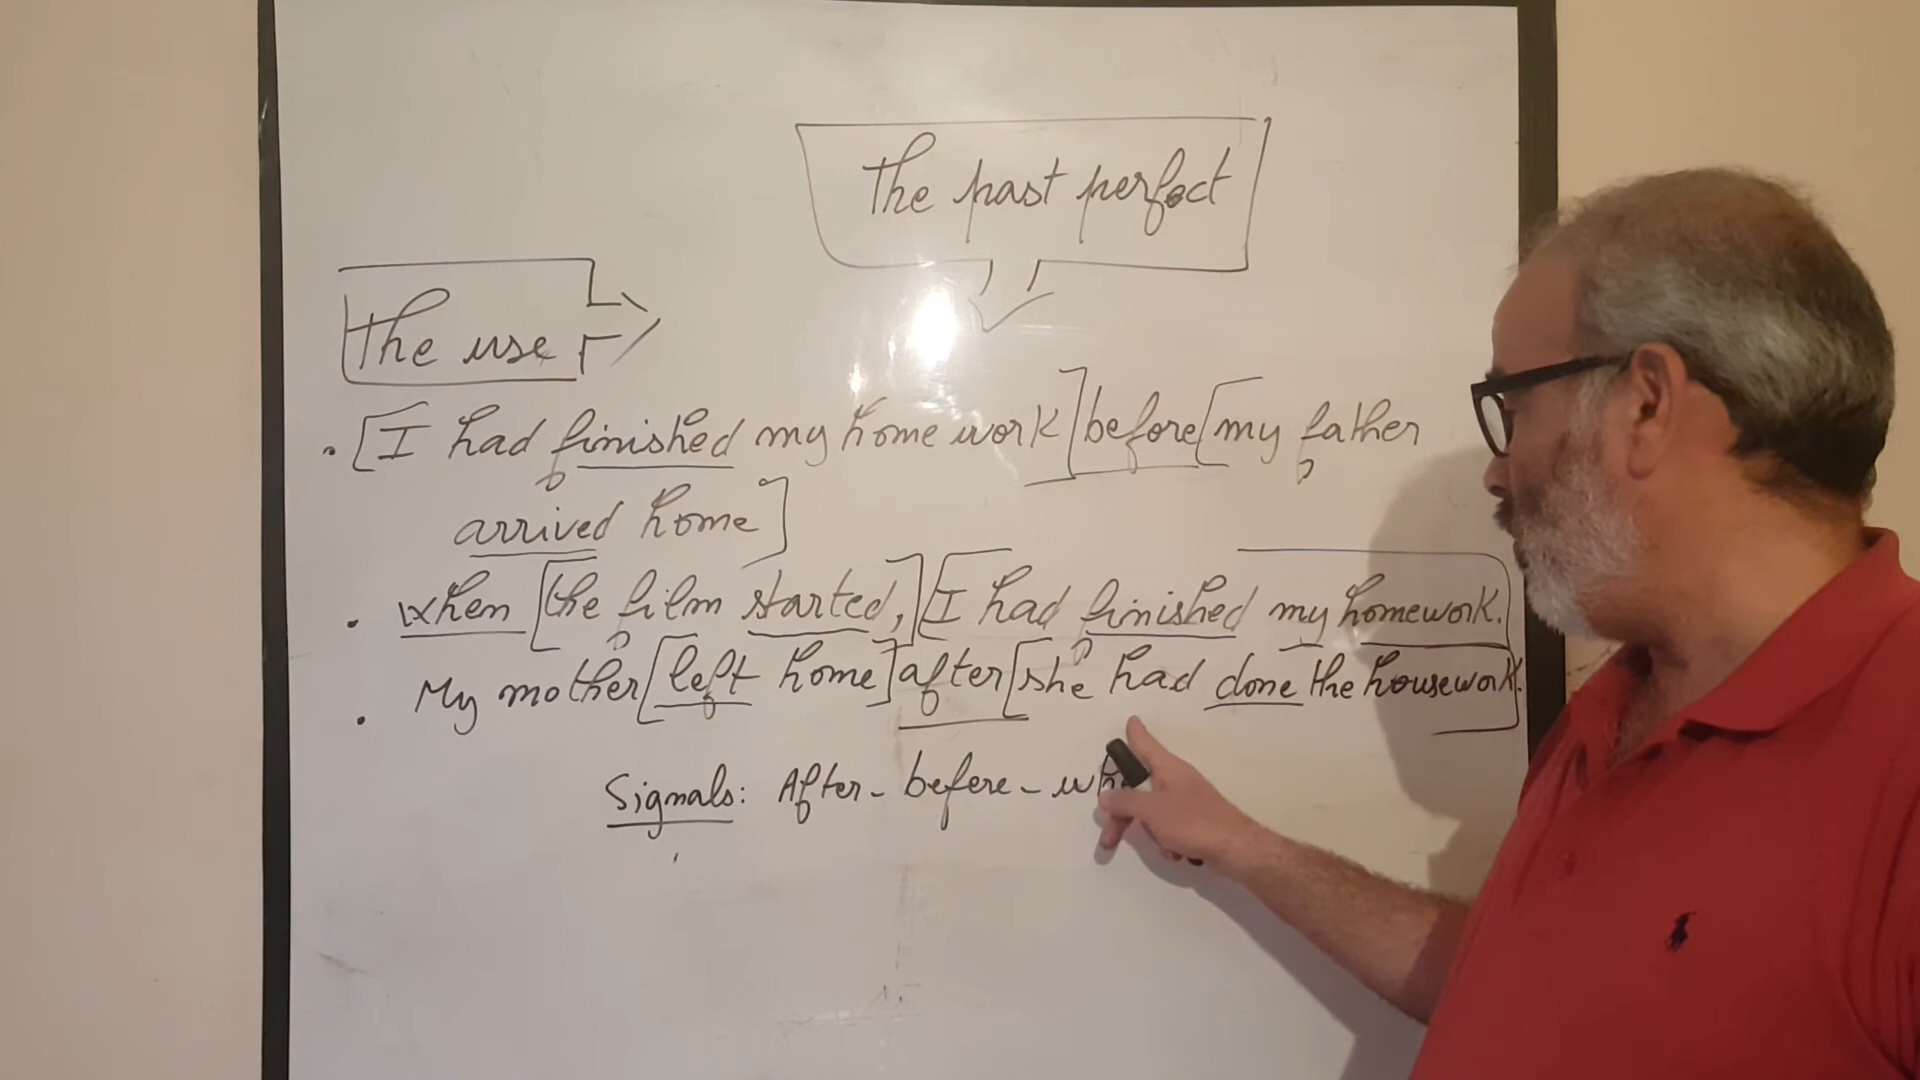 The past perfect
The use
. [I had finished my home work] before [my father
arrived home]
. when [the film started,] [I had finished my homework.
. My mother [left home] after [she had done the housework.]
Signals: After - before - wh